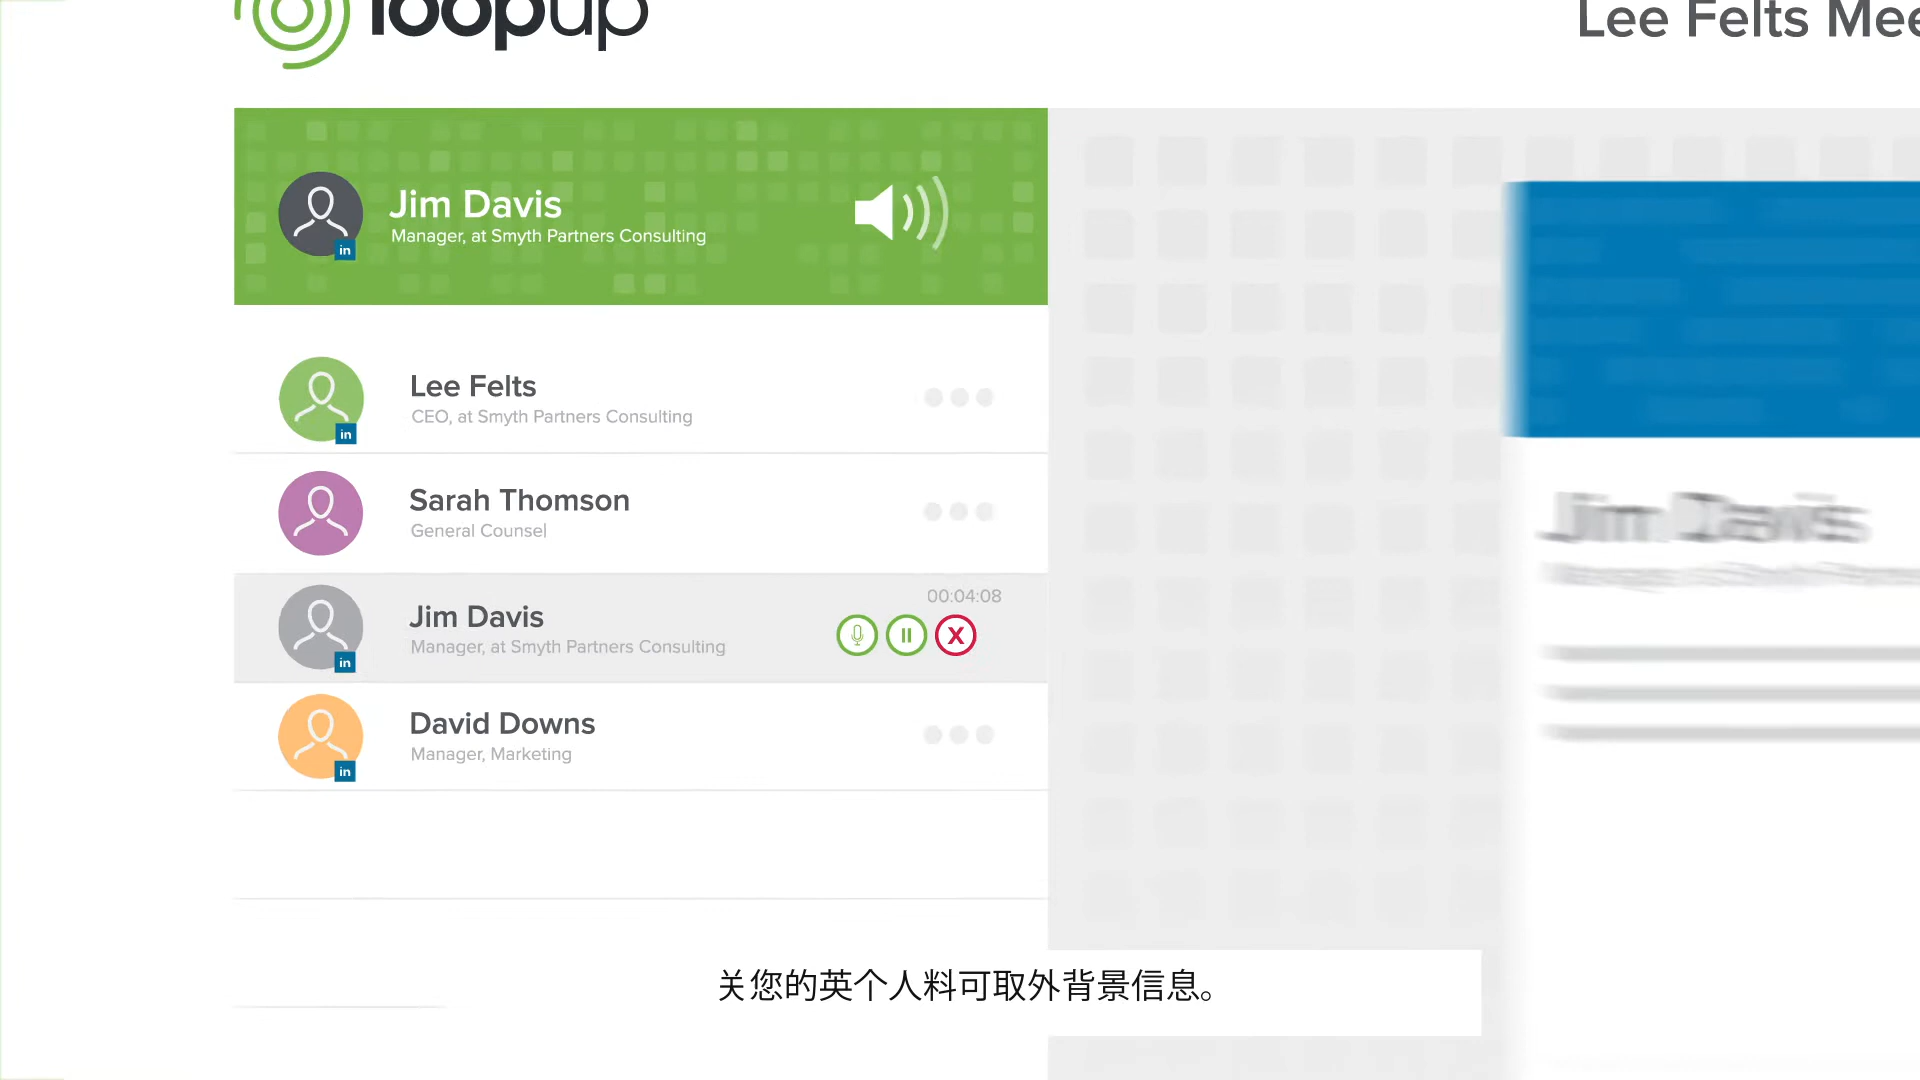 loopup
Lee Felts Mee
Jim Davis
Manager, at Smyth Partners Consulting
in
Lee Felts
CEO, at Smyth Partners Consulting
in
Sarah Thomson
General Counsel
Jim Davis
Manager, at Smyth Partners Consulting
in
00:04:08
X
David Downs
Manager, Marketing
in
Jim Davis
关您的英个人料可取外背景信息。